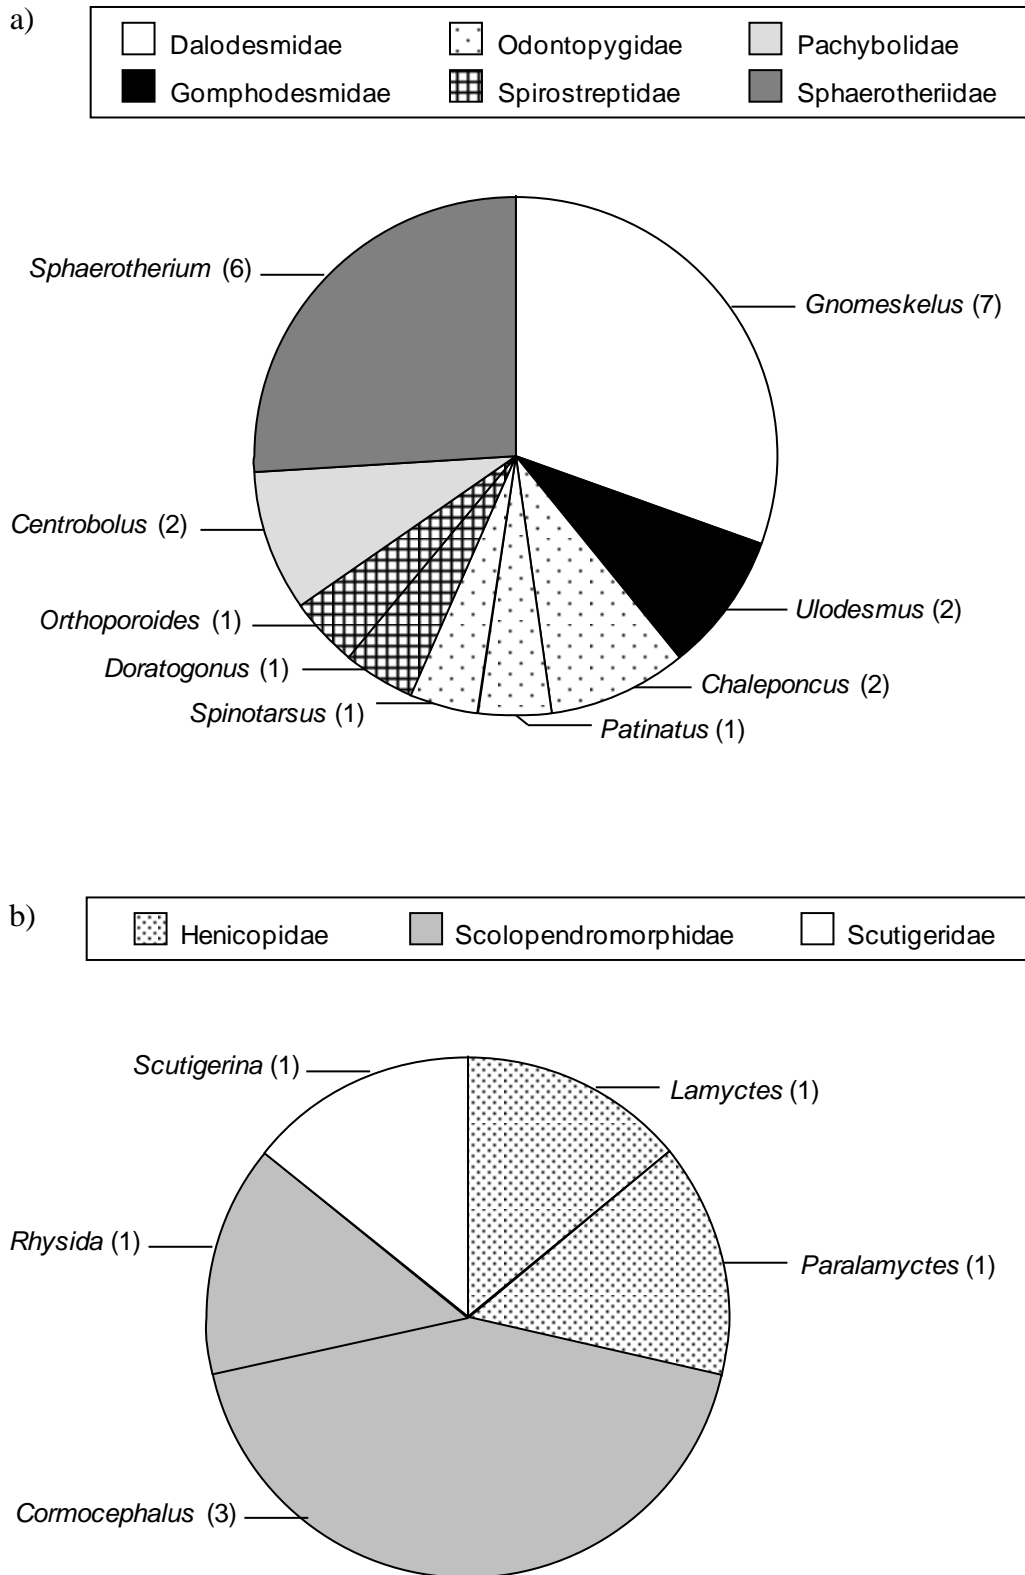 a)
Dalodesmidae Odontopygidae Pachybolidae
Gomphodesmidae Spirostreptidae Sphaerotheriidae
Sphaerotherium (6)
Gnomeskelus (7)
Centrobolus (2)
Ulodesmus (2)
Orthoporoides (1)
Doratogonus (1)
Chaleponcus (2)
Spinotarsus (1)
Patinatus (1)
b)
Henicopidae Scolopendromorphidae Scutigeridae
Scutigerina (1)
Lamyctes (1)
Rhysida (1)
Paralamyctes (1)
Cormocephalus (3)